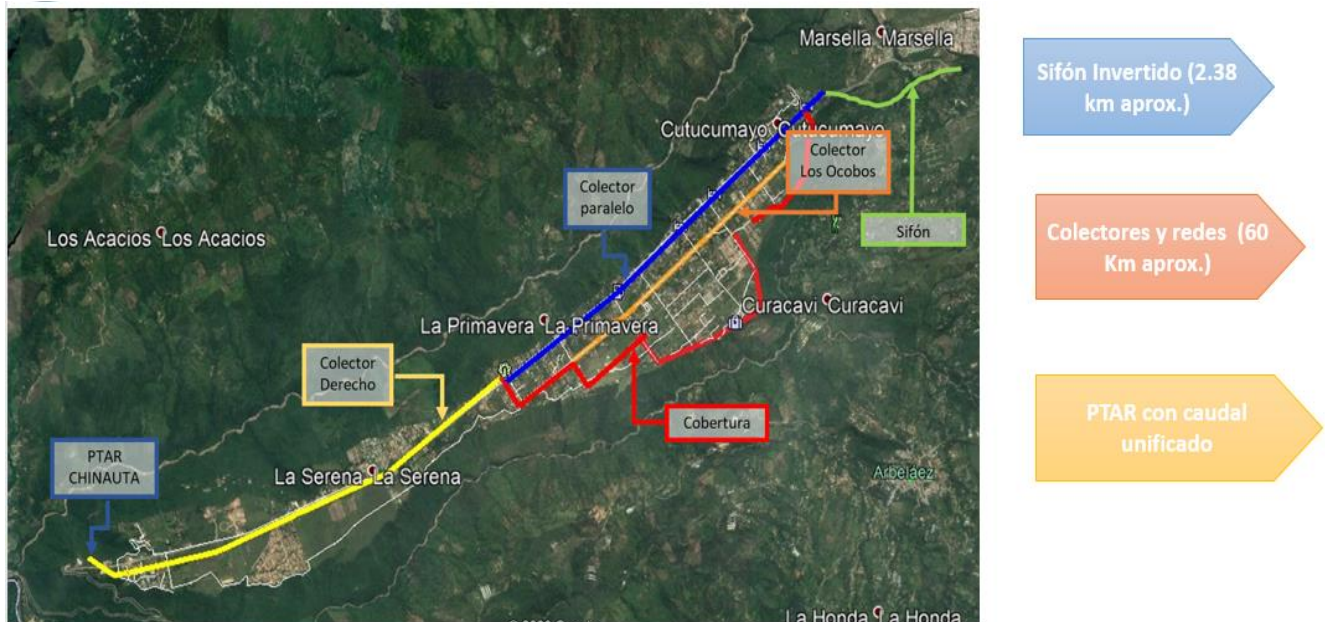 Marsella Marsella
Cutucumayo Cutucumayo
Colector
Los Ocobos
Colector
paralelo
Sifón
Los Acacios Los Acacios
Curacavi Curacavi
La Primavera La Primavera
Colector
Derecho
Cobertura
PTAR
CHINAUTA
La Serena La Serena
Arbelaez
La Honda La Honda
Sifón Invertido (2.38
km aprox.)
Colectores y redes (60
Km aprox.)
PTAR con caudal
unificado